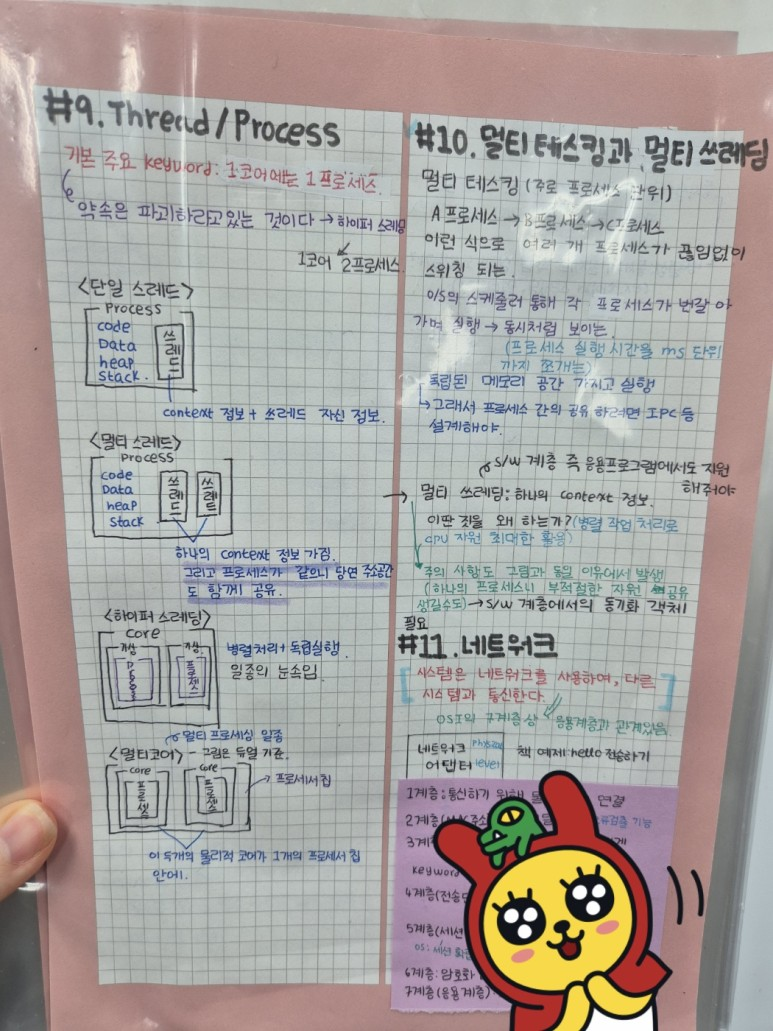 #9. Thread / Process
기본 주요 keyword: 1코어에는 1프로세스.
약속은 파괴하라고 있는 것이다 → 하이퍼 스레딩
1코어 2프로세스.
<단일 스레드>
Process
code
Data
heap
stack.
쓰레드
context 정보 + 쓰레드 자신 정보.
<멀티 스레드>
Process
code
Data
heap
stack.
쓰레드
쓰레드
하나의 context 정보 가짐.
그리고 프로세스가 같으니 당연 주소공간
도 함께 공유.
<하이퍼 스레딩>
core
가상
가상
프로젯
병렬처리 + 독립실행.
일종의 눈속임.
멀티 프로세싱 일종
<멀티코어> - 그림은 듀얼 기준.
core
core
프로셋
프로세스
프로세서 칩
이 두개의 물리적 코어가 1개의 프로세서 칩
안에.
#10. 멀티 테스킹과 멀티 쓰레딩
멀티 테스킹 (주로 프로세스 단위)
A프로세스 → B프로세스 → C프로세스
이런 식으로 여러 개 프로세스가 끊임없이
스위칭 되는.
O/S의 스케줄러 통해 각 프로세스가 번갈 아
가며 실행 → 동시처럼 보이는.
(프로세스 실행 시간을 ms 단위
까지 쪼개는)
독립된 메모리 공간 가지고 실행
→ 그래서 프로세스 간의 공유 하려면 IPC 등
설계해야.
S/W 계층 즉 응용프로그램에서도 지원
해줘야
→ 멀티 쓰레딩: 하나의 context 정보.
이딴 짓을 왜 하는가? (병렬 작업 처리로
cpu 자원 최대한 활용)
주의 사항도 그림과 동일 이유에서 발생
(하나의 프로세스니 부적절한 자원 공유
생길수도) → S/W 계층에서의 동기화 객체
필요
#11. 네트워크
시스템은 네트워크를 사용하여, 다른
시스템과 통신한다.
OSI의 7계층 상 응용계층과 관계있음.
네트워크 physical
어댑터 level
책 예제: hello 전송하기
1계층: 통신하기 위해 연결
2계층 기능
3계
keyword
4계층(전송
5계층(세션
OS: 세션
6계층: 암호화
7계층(응용계층)